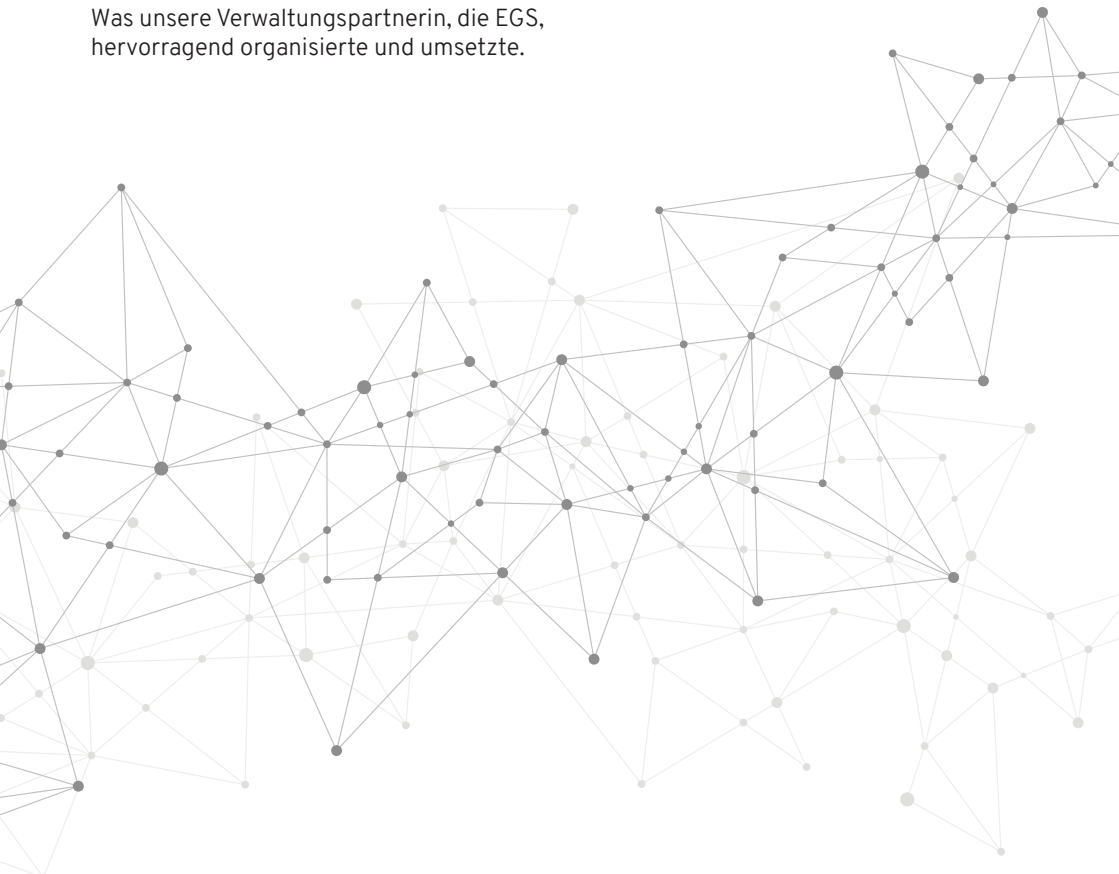 Was unsere Verwaltungspartnerin, die EGS,
hervorragend organisierte und umsetzte.